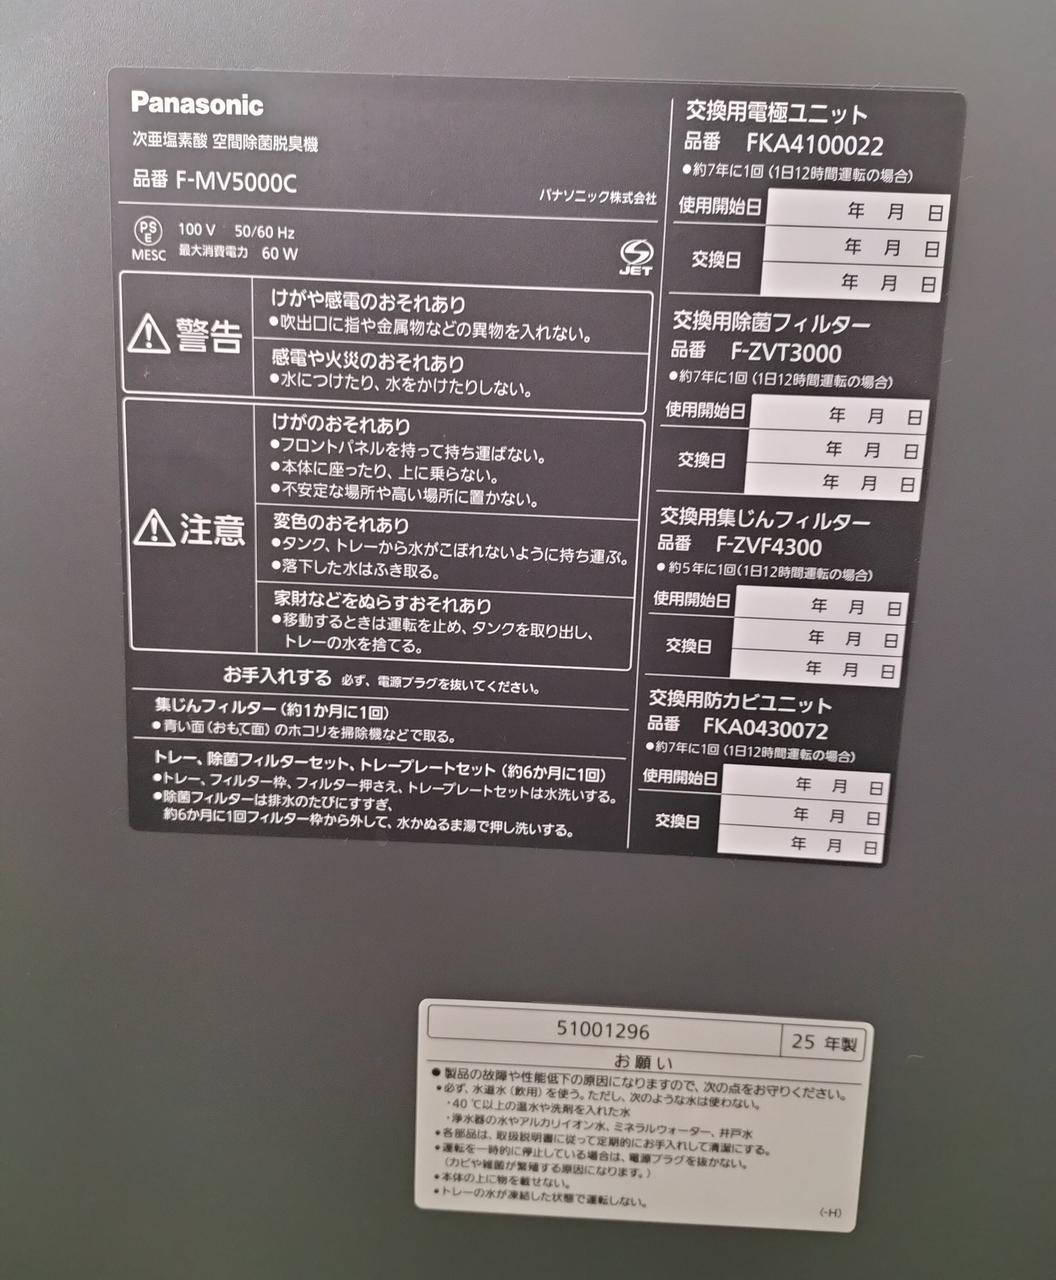 Panasonic
次亜塩素酸 空間除菌脱臭機
品番 F-MV5000C
パナソニック株式会社
PS
E
MESC
100 V 50/60 Hz
最大消費電力 60 W
JET
警告
けがや感電のおそれあり
●吹出口に指や金属物などの異物を入れない。
感電や火災のおそれあり
●水につけたり、水をかけたりしない。
注意
けがのおそれあり
●フロントパネルを持って持ち運ばない。
●本体に座ったり、上に乗らない。
●不安定な場所や高い場所に置かない。
変色のおそれあり
●タンク、トレーから水がこぼれないように持ち運ぶ。
●落下した水はふき取る。
家財などをぬらすおそれあり
●移動するときは運転を止め、タンクを取り出し、
トレーの水を捨てる。
お手入れする 必ず、電源プラグを抜いてください。
集じんフィルター（約1か月に1回）
●青い面（おもて面）のホコリを掃除機などで取る。
トレー、除菌フィルターセット、トレープレートセット（約6か月に1回）
●トレー、フィルター枠、フィルター押さえ、トレープレートセットは水洗いする。
●除菌フィルターは排水のたびにすすぎ、
約6か月に1回フィルター枠から外して、水かぬるま湯で押し洗いする。
交換用電極ユニット
品番 FKA4100022
●約7年に1回（1日12時間運転の場合）
使用開始日 年 月 日
交換日 年 月 日
年 月 日
交換用除菌フィルター
品番 F-ZVT3000
●約7年に1回（1日12時間運転の場合）
使用開始日 年 月 日
交換日 年 月 日
年 月 日
交換用集じんフィルター
品番 F-ZVF4300
●約5年に1回（1日12時間運転の場合）
使用開始日 年 月 日
交換日 年 月 日
年 月 日
交換用防カビユニット
品番 FKA0430072
●約7年に1回（1日12時間運転の場合）
使用開始日 年 月 日
交換日 年 月 日
年 月 日
51001296 25 年製
お願い
●製品の故障や性能低下の原因になりますので、次の点をお守りください。
●必ず、水道水（飲用）を使う。ただし、次のような水は使わない。
・40 ℃以上の温水や洗剤を入れた水
・浄水器の水やアルカリイオン水、ミネラルウォーター、井戸水
●各部品は、取扱説明書に従って定期的にお手入れして清潔にする。
●運転を一時的に停止している場合は、電源プラグを抜かない。
（カビや雑菌が繁殖する原因になります。）
●本体の上に物を載せない。
●トレーの水が凍結した状態で運転しない。
(-H)